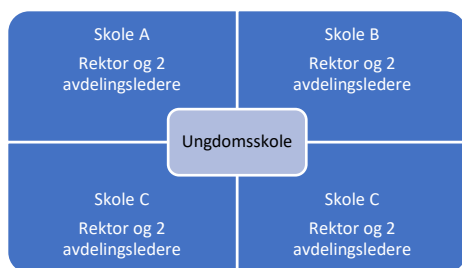 Skole A
Rektor og 2
avdelingsledere
Skole B
Rektor og 2
avdelingsledere
Ungdomsskole
Skole C
Rektor og 2
avdelingsledere
Skole C
Rektor og 2
avdelingsledere